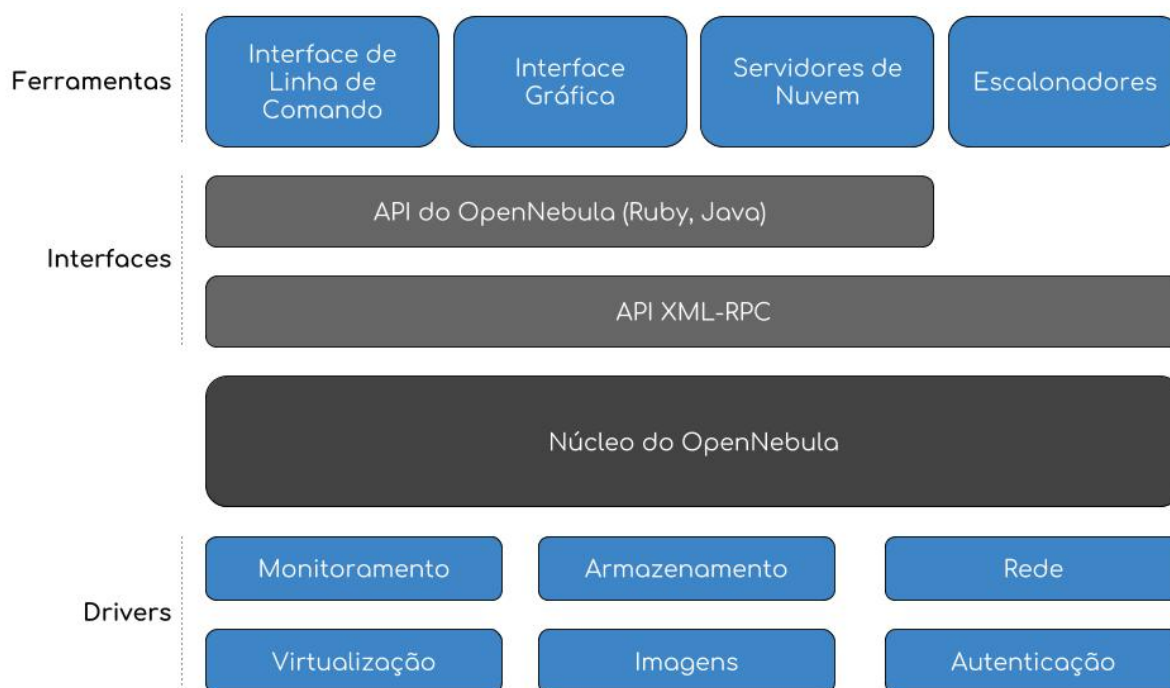 Ferramentas
Interface de
Linha de
Comando
Interface
Gráfica
Servidores de
Nuvem
Escalonadores
Interfaces
API do OpenNebula (Ruby, Java)
API XML-RPC
Núcleo do OpenNebula
Drivers
Monitoramento
Armazenamento
Rede
Virtualização
Imagens
Autenticação